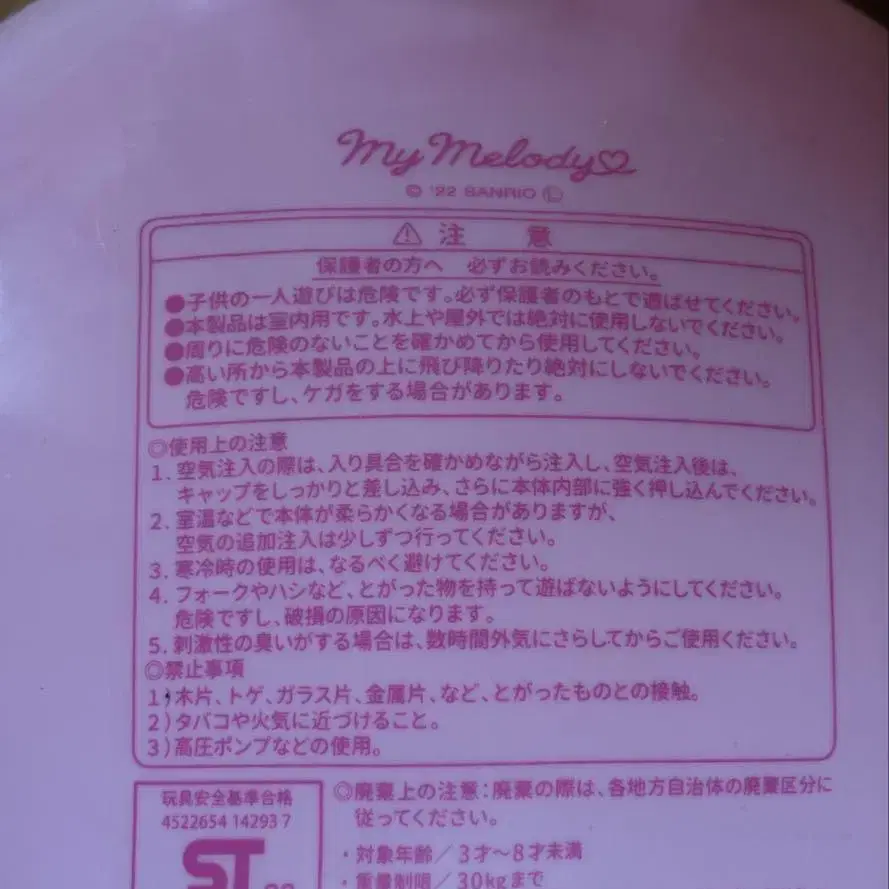 My Melody♡
© '22 SANRIO Ⓛ
⚠ 注 意
保護者の方へ 必ずお読みください。
●子供の一人遊びは危険です。必ず保護者のもとで遊ばせてください。
●本製品は室内用です。水上や屋外では絶対に使用しないでください。
●周りに危険のないことを確かめてから使用してください。
●高い所から本製品の上に飛び降りたり絶対にしないでください。
危険ですし、ケガをする場合があります。
◎使用上の注意
1. 空気注入の際は、入り具合を確かめながら注入し、空気注入後は、
キャップをしっかりと差し込み、さらに本体内部に強く押し込んでください。
2. 室温などで本体が柔らかくなる場合がありますが、
空気の追加注入は少しずつ行ってください。
3. 寒冷時の使用は、なるべく避けてください。
4. フォークやハシなど、とがった物を持って遊ばないようにしてください。
危険ですし、破損の原因になります。
5. 刺激性の臭いがする場合は、数時間外気にさらしてからご使用ください。
◎禁止事項
1)木片、トゲ、ガラス片、金属片、など、とがったものとの接触。
2)タバコや火気に近づけること。
3)高圧ポンプなどの使用。
玩具安全基準合格
4522654 14293 7
ST
◎廃棄上の注意:廃棄の際は、各地方自治体の廃棄区分に
従ってください。
・対象年齢/3才〜8才未満
・重量制限/30kgまで